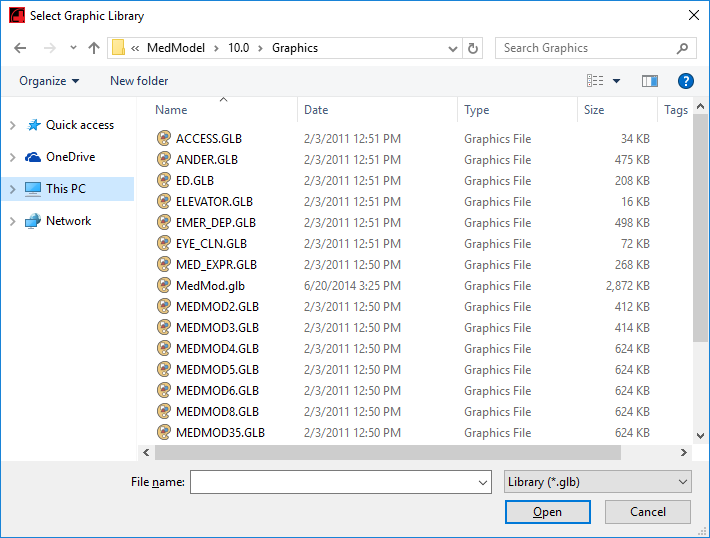 Select Graphic Library
« MedModel › 10.0 › Graphics Search Graphics
Organize New folder
Name Date Type Size Tags
Quick access
OneDrive
This PC
Network
ACCESS.GLB 2/3/2011 12:51 PM Graphics File 34 KB
ANDER.GLB 2/3/2011 12:51 PM Graphics File 475 KB
ED.GLB 2/3/2011 12:51 PM Graphics File 208 KB
ELEVATOR.GLB 2/3/2011 12:51 PM Graphics File 16 KB
EMER_DEP.GLB 2/3/2011 12:51 PM Graphics File 498 KB
EYE_CLN.GLB 2/3/2011 12:51 PM Graphics File 72 KB
MED_EXPR.GLB 2/3/2011 12:50 PM Graphics File 268 KB
MedMod.glb 6/20/2014 3:25 PM Graphics File 2,872 KB
MEDMOD2.GLB 2/3/2011 12:50 PM Graphics File 412 KB
MEDMOD3.GLB 2/3/2011 12:50 PM Graphics File 414 KB
MEDMOD4.GLB 2/3/2011 12:50 PM Graphics File 624 KB
MEDMOD5.GLB 2/3/2011 12:50 PM Graphics File 624 KB
MEDMOD6.GLB 2/3/2011 12:50 PM Graphics File 624 KB
MEDMOD8.GLB 2/3/2011 12:50 PM Graphics File 624 KB
MEDMOD35.GLB 2/3/2011 12:50 PM Graphics File 624 KB
File name: Library (*.glb)
Open Cancel